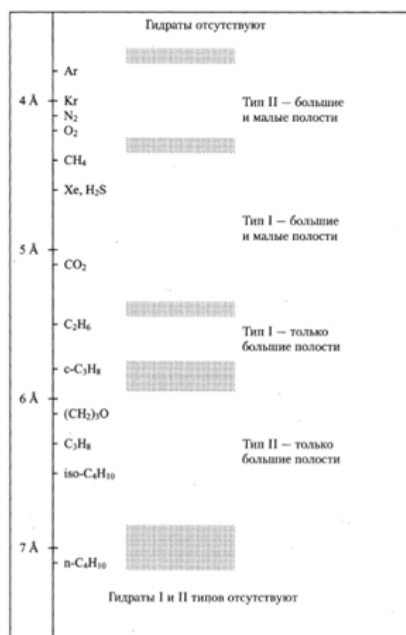 Гидраты отсутствуют
Ar
4 Å
Kr
Тип II — большие
и малые полости
N₂
O₂
CH₄
Xe, H₂S
Тип I — большие
и малые полости
5 Å
CO₂
C₂H₆
Тип I — только
большие полости
c-C₃H₈
6 Å
(CH₂)₃O
C₃H₈
Тип II — только
большие полости
iso-C₄H₁₀
7 Å
n-C₄H₁₀
Гидраты I и II типов отсутствуют